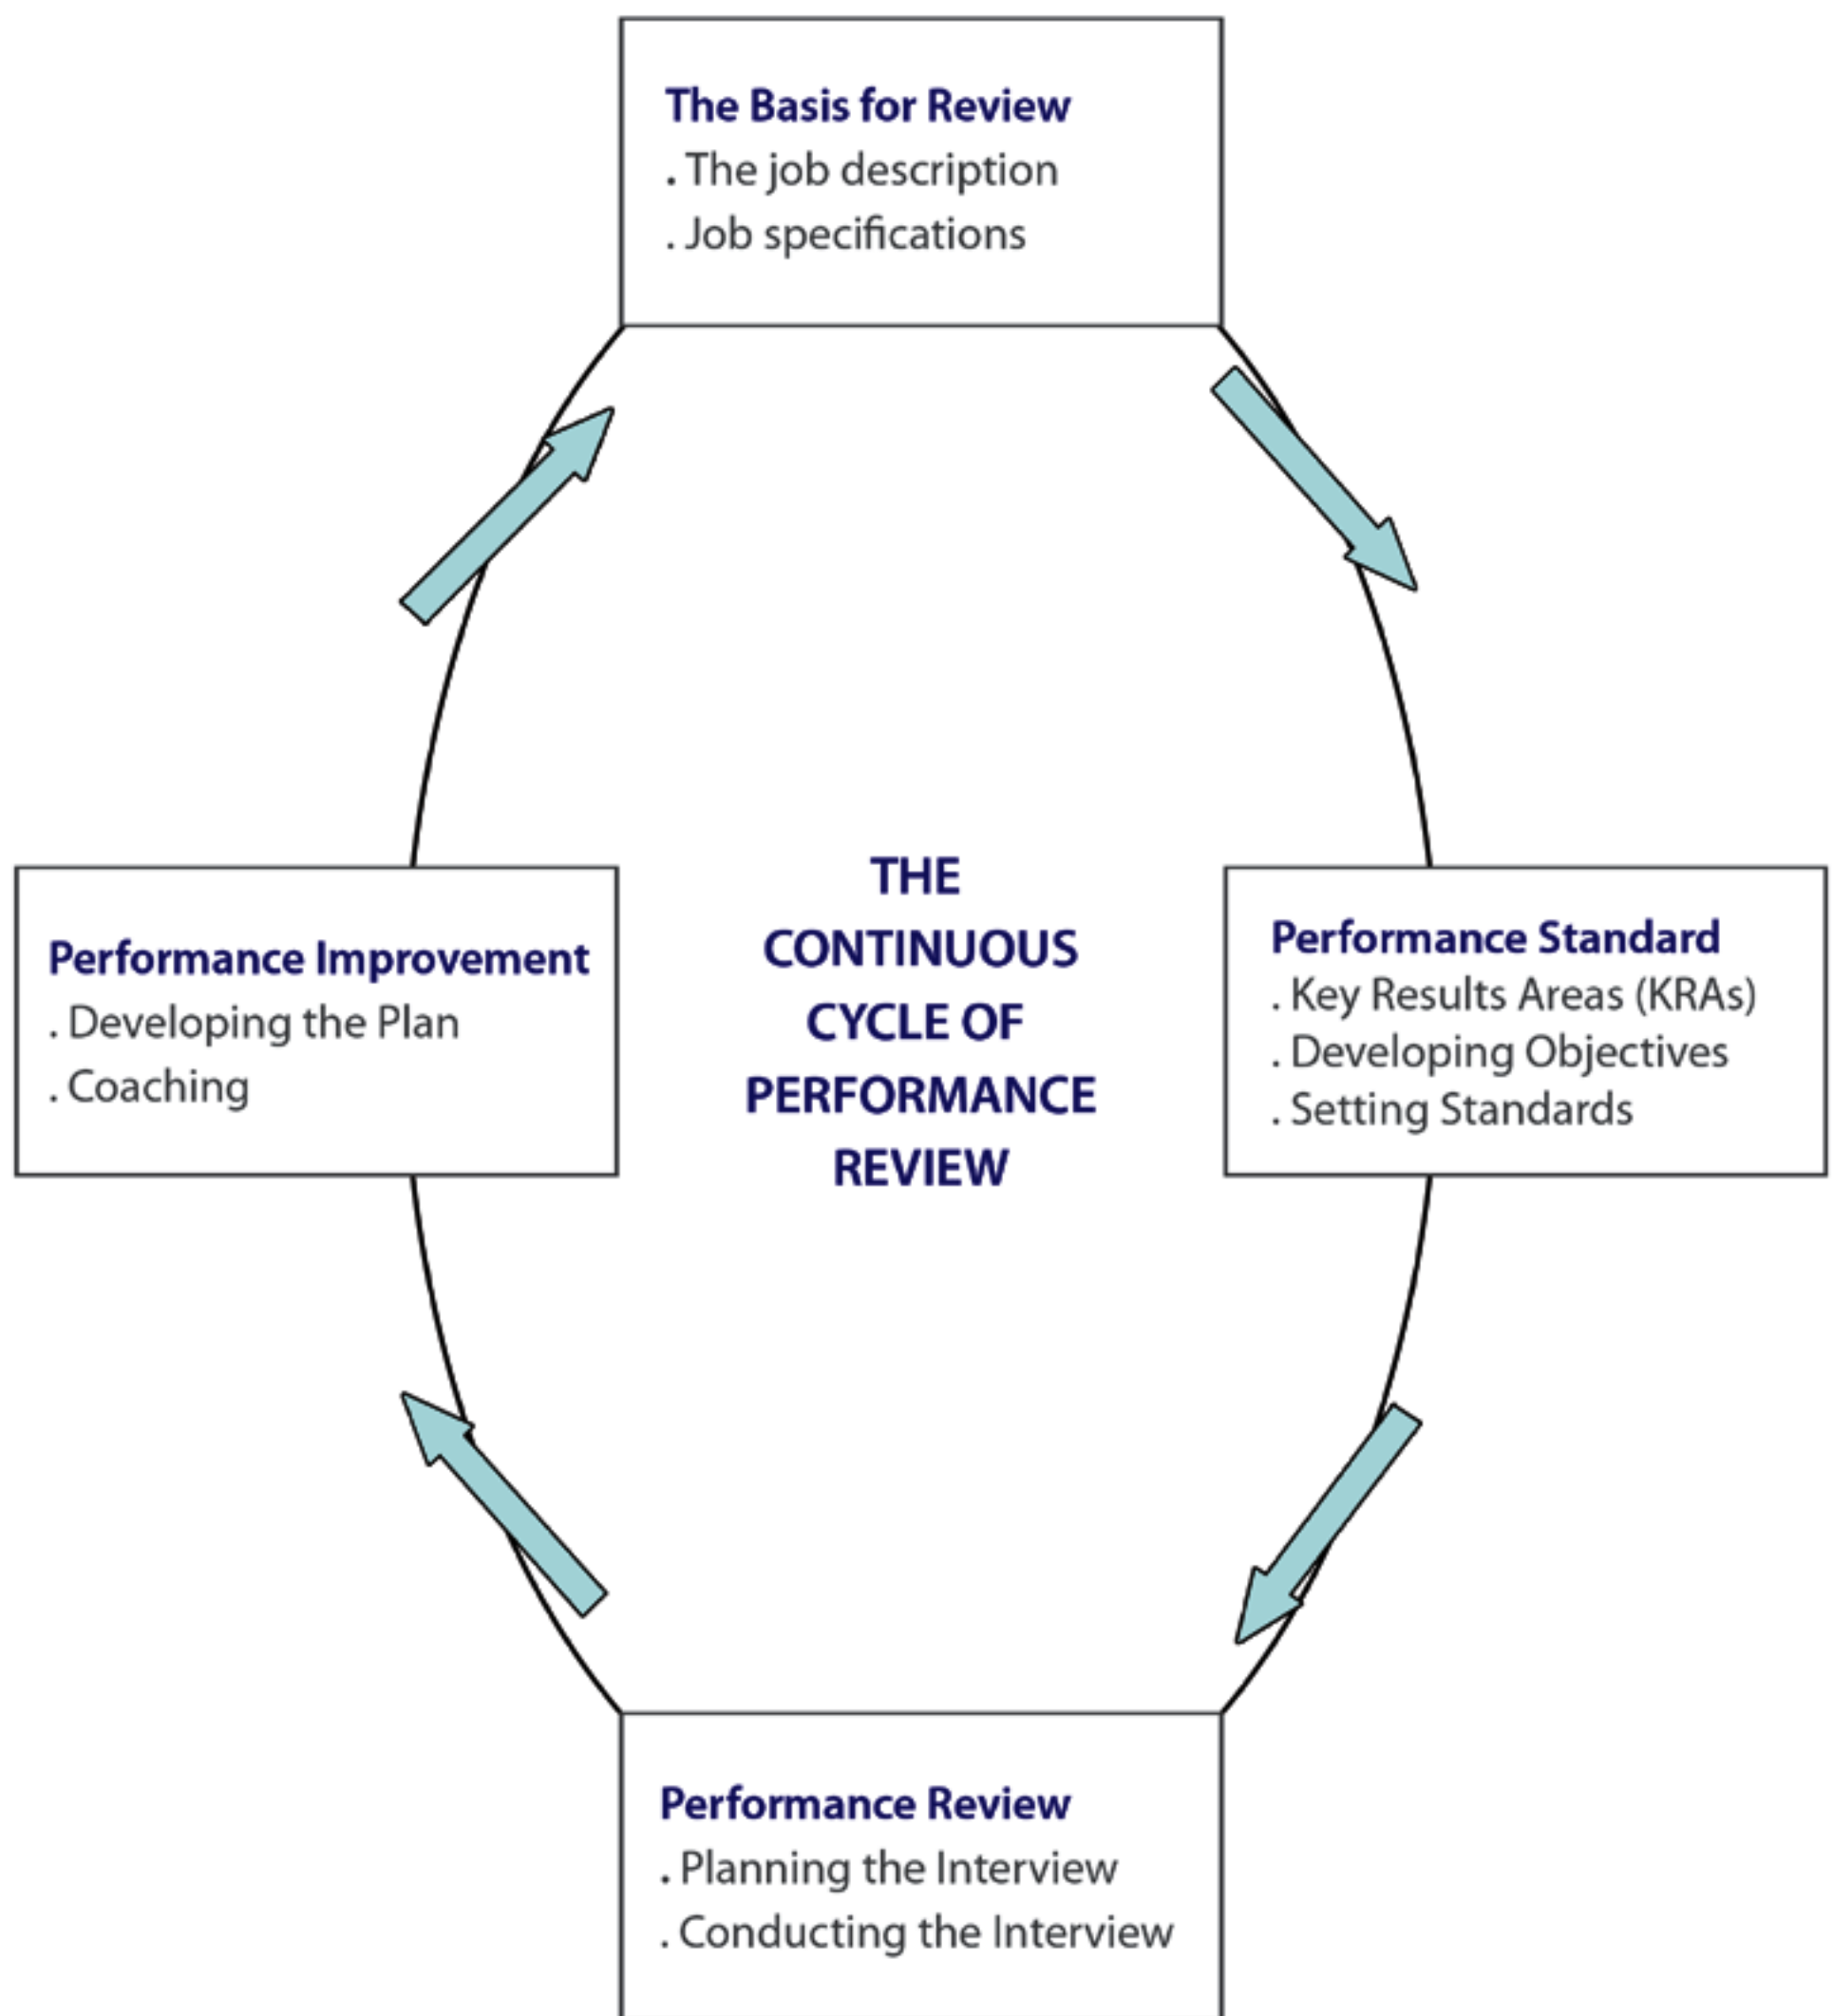 The Basis for Review
. The job description
. Job specifications
THE
CONTINUOUS
CYCLE OF
PERFORMANCE
REVIEW
Performance Improvement
. Developing the Plan
. Coaching
Performance Standard
. Key Results Areas (KRAs)
. Developing Objectives
. Setting Standards
Performance Review
. Planning the Interview
. Conducting the Interview